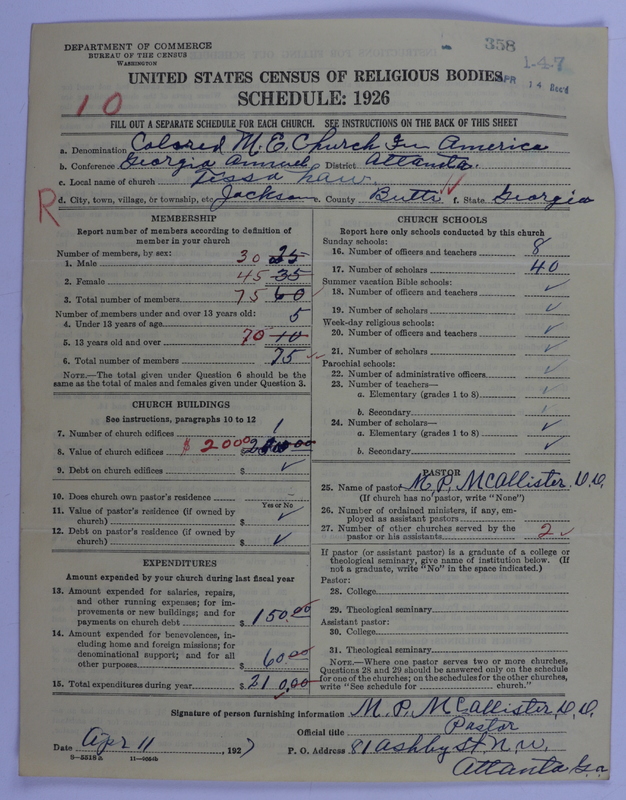 DEPARTMENT OF COMMERCE
BUREAU OF THE CENSUS
WASHINGTON
358
1-4-7
APR 14 Rec'd
UNITED STATES CENSUS OF RELIGIOUS BODIES
SCHEDULE: 1926
10
FILL OUT A SEPARATE SCHEDULE FOR EACH CHURCH. SEE INSTRUCTIONS ON THE BACK OF THIS SHEET
a. Denomination Colored M. E. Church In America
b. Conference Georgia Annual District Atlanta.
c. Local name of church
R
d. City, town, village, or township, etc. Jackson e. County Butts f. State Georgia
MEMBERSHIP
Report number of members according to definition of
member in your church
Number of members, by sex:
1. Male 30 25
2. Female 45 35
3. Total number of members 75 60
Number of members under and over 13 years old:
4. Under 13 years of age 5
5. 13 years old and over 70 10
6. Total number of members 75
NOTE.—The total given under Question 6 should be the
same as the total of males and females given under Question 3.
CHURCH BUILDINGS
See instructions, paragraphs 10 to 12
7. Number of church edifices 1
8. Value of church edifices $2000
9. Debt on church edifices $
10. Does church own pastor's residence
Yes or No
11. Value of pastor's residence (if owned by
church) $
12. Debt on pastor's residence (if owned by
church) $
EXPENDITURES
Amount expended by your church during last fiscal year
13. Amount expended for salaries, repairs,
and other running expenses; for im-
provements or new buildings; and for
payments on church debt $150.00
14. Amount expended for benevolences, in-
cluding home and foreign missions; for
denominational support; and for all
other purposes 60.00
15. Total expenditures during year $210.00
CHURCH SCHOOLS
Report here only schools conducted by this church
Sunday schools:
16. Number of officers and teachers 8
17. Number of scholars 40
Summer vacation Bible schools:
18. Number of officers and teachers
19. Number of scholars
Week-day religious schools:
20. Number of officers and teachers
21. Number of scholars
Parochial schools:
22. Number of administrative officers
23. Number of teachers—
a. Elementary (grades 1 to 8)
b. Secondary
24. Number of scholars—
a. Elementary (grades 1 to 8)
b. Secondary
PASTOR
25. Name of pastor M. P. McCallister, D.D.
(If church has no pastor, write "None")
26. Number of ordained ministers, if any, em-
ployed as assistant pastors
27. Number of other churches served by the
pastor or his assistants 2
If pastor (or assistant pastor) is a graduate of a college or
theological seminary, give name of institution below. (If
not a graduate, write "No" in the space indicated.)
Pastor:
28. College
29. Theological seminary
Assistant pastor:
30. College
31. Theological seminary
NOTE.—Where one pastor serves two or more churches,
Questions 28 and 29 should be answered only on the schedule
for one of the churches; on the schedules for the other churches,
write "See schedule for church."
Signature of person furnishing information M. P. McCallister, D.D.
Official title Pastor
Date Apr 11, 1927 P. O. Address 81 Ashby St. N.W.
Atlanta Ga
9-5518a 11-9064b